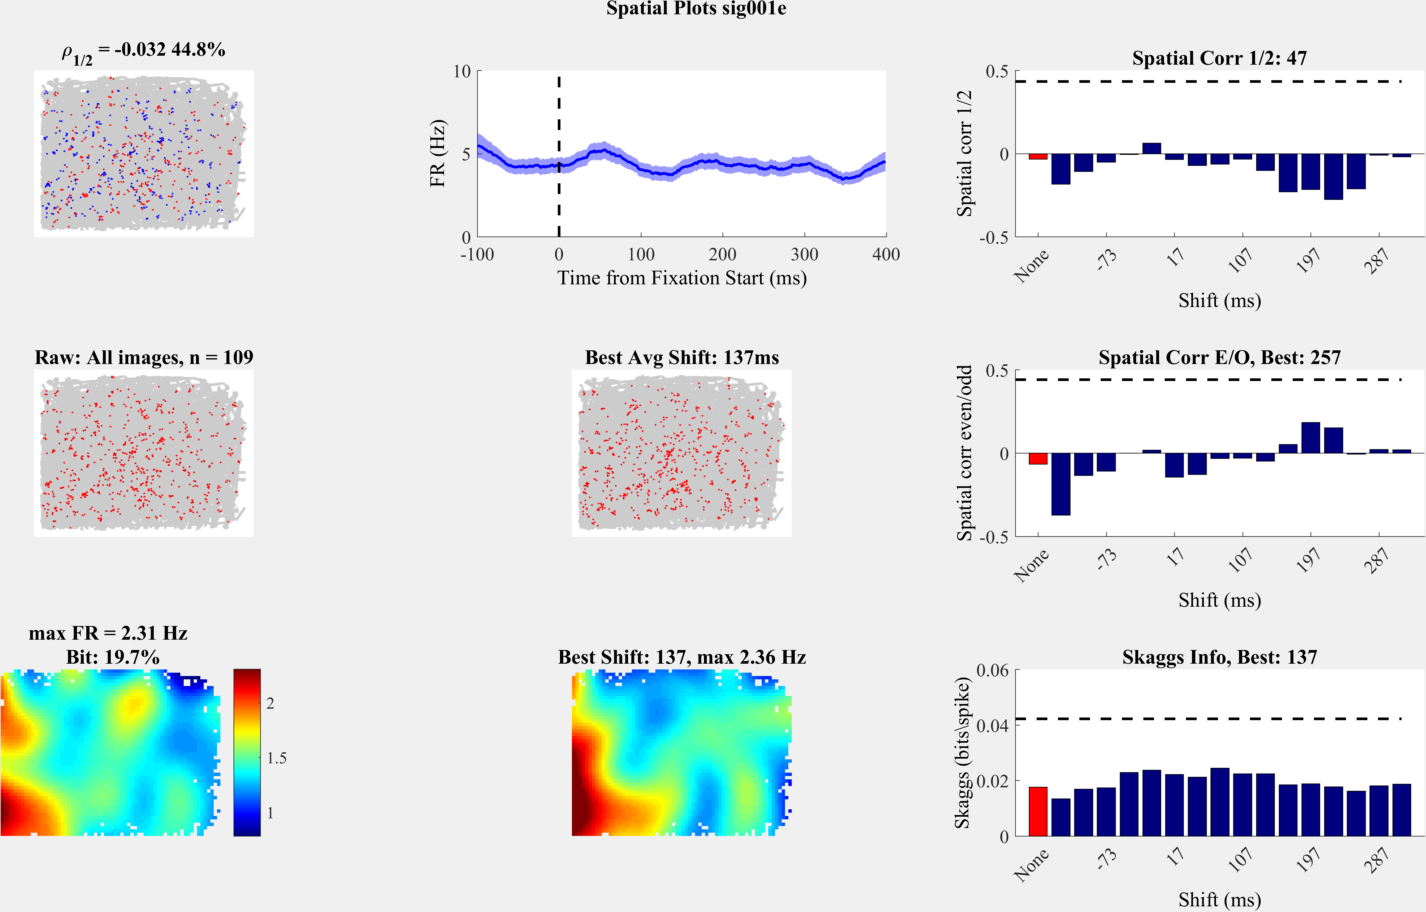 Spatial Plots sig001e
ρ1/2 = -0.032 44.8%
10
5
0
FR (Hz)
-100 0 100 200 300 400
Time from Fixation Start (ms)
Spatial Corr 1/2: 47
0.5
0
-0.5
Spatial corr 1/2
None -73 17 107 197 287
Shift (ms)
Raw: All images, n = 109
Best Avg Shift: 137ms
Spatial Corr E/O, Best: 257
0.5
0
-0.5
Spatial corr even/odd
None -73 17 107 197 287
Shift (ms)
max FR = 2.31 Hz
Bit: 19.7%
2
1.5
1
Best Shift: 137, max 2.36 Hz
Skaggs Info, Best: 137
0.06
0.04
0.02
0
Skaggs (bits\spike)
None -73 17 107 197 287
Shift (ms)